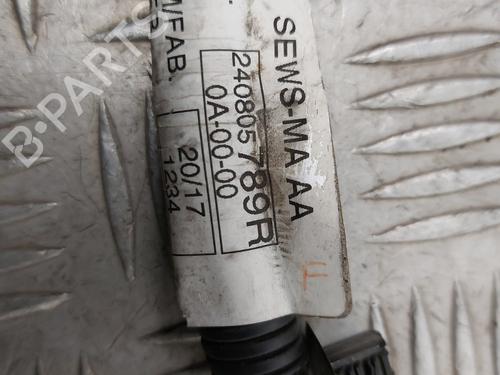 SEWS-MA AA
240805789R
0A-00-00
20/17
1234
/FAB.
B-PARTS